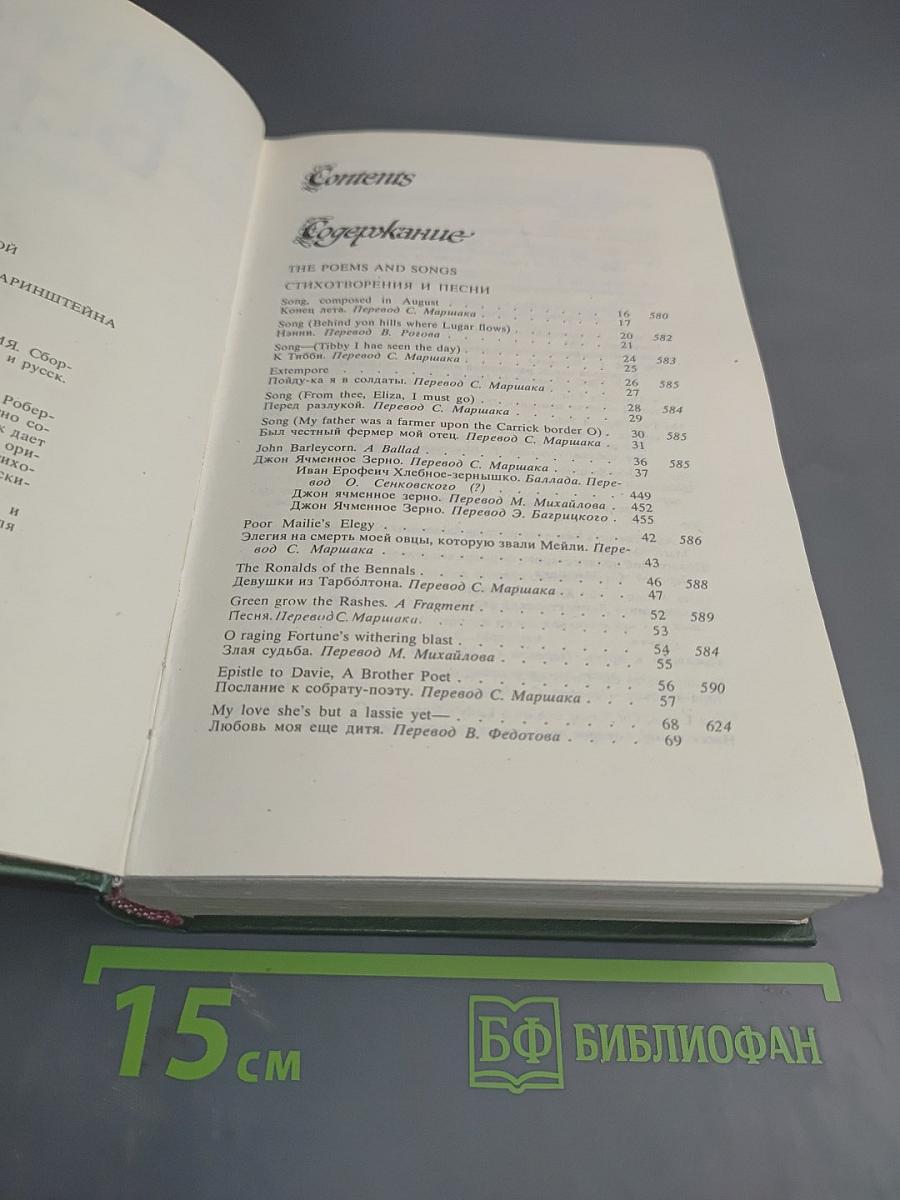 ОЙ
АРИНШТЕЙНА
ИЯ. Сбор-
и русск.
Робер-
но со-
к дает
ори-
ихо-
ски-
и
ля
Contents
Содержание
THE POEMS AND SONGS
СТИХОТВОРЕНИЯ И ПЕСНИ
Song, composed in August . . . . . . . . . 16 580
Конец лета. Перевод С. Маршака . . . . . . . 17
Song (Behind yon hills where Lugar flows) . . . . . 20 582
Нэнни. Перевод В. Рогова . . . . . . . . . 21
Song—(Tibby I hae seen the day) . . . . . . . 24 583
К Тибби. Перевод С. Маршака . . . . . . . . 25
Extempore . . . . . . . . . . . . . 26 585
Пойду-ка я в солдаты. Перевод С. Маршака . . . . 27
Song (From thee, Eliza, I must go) . . . . . . . 28 584
Перед разлукой. Перевод С. Маршака . . . . . . 29
Song (My father was a farmer upon the Carrick border O) . 30 585
Был честный фермер мой отец. Перевод С. Маршака . 31
John Barleycorn. A Ballad . . . . . . . . . 36 585
Джон Ячменное Зерно. Перевод С. Маршака . . . . 37
Иван Ерофеич Хлебное-зернышко. Баллада. Пере-
вод О. Сенковского (?) . . . . . . . 449
Джон ячменное зерно. Перевод М. Михайлова . 452
Джон Ячменное Зерно. Перевод Э. Багрицкого . 455
Poor Mailie's Elegy . . . . . . . . . . . 42 586
Элегия на смерть моей овцы, которую звали Мейли. Пере-
вод С. Маршака . . . . . . . . . . . 43
The Ronalds of the Bennals . . . . . . . . . 46 588
Девушки из Тарбо́лтона. Перевод С. Маршака . . . . 47
Green grow the Rashes. A Fragment . . . . . . . 52 589
Песня. Перевод С. Маршака. . . . . . . . . . 53
O raging Fortune's withering blast . . . . . . . . 54 584
Злая судьба. Перевод М. Михайлова . . . . . . . 55
Epistle to Davie, A Brother Poet . . . . . . . . 56 590
Послание к собрату-поэту. Перевод С. Маршака . . . 57
My love she's but a lassie yet— . . . . . . . . . 68 624
Любовь моя еще дитя. Перевод В. Федотова . . . . 69
15 см
БФ БИБЛИОФАН